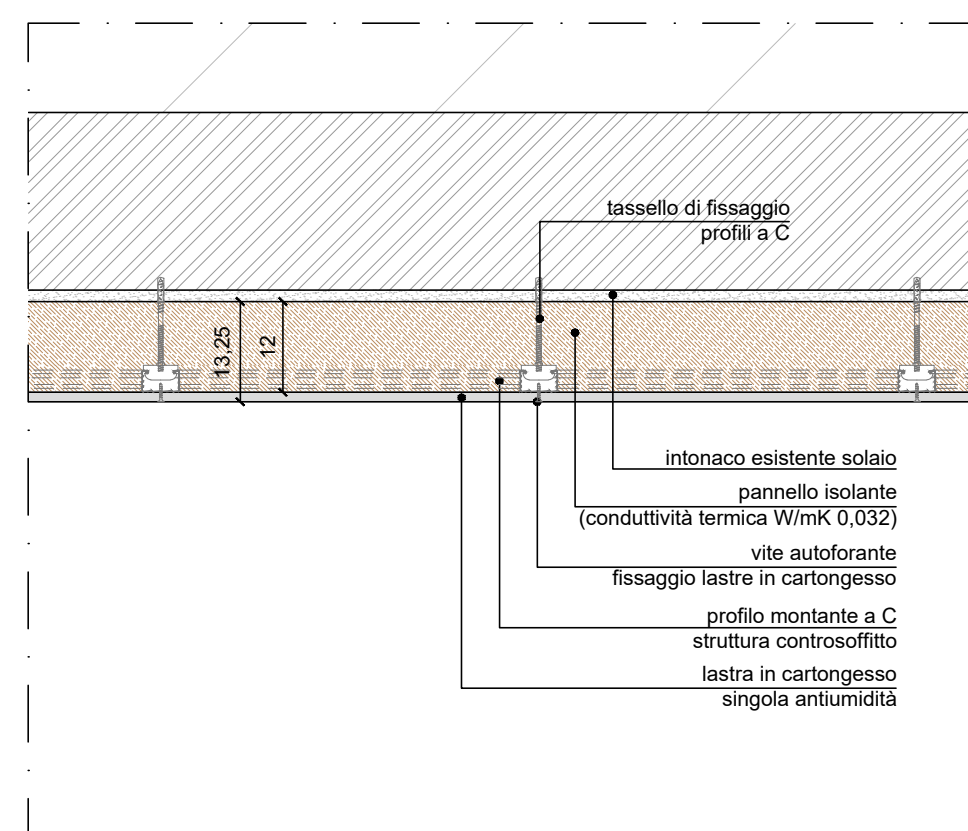 tassello di fissaggio
profili a C
13,25
12
intonaco esistente solaio
pannello isolante
(conduttività termica W/mK 0,032)
vite autoforante
fissaggio lastre in cartongesso
profilo montante a C
struttura controsoffitto
lastra in cartongesso
singola antiumidità